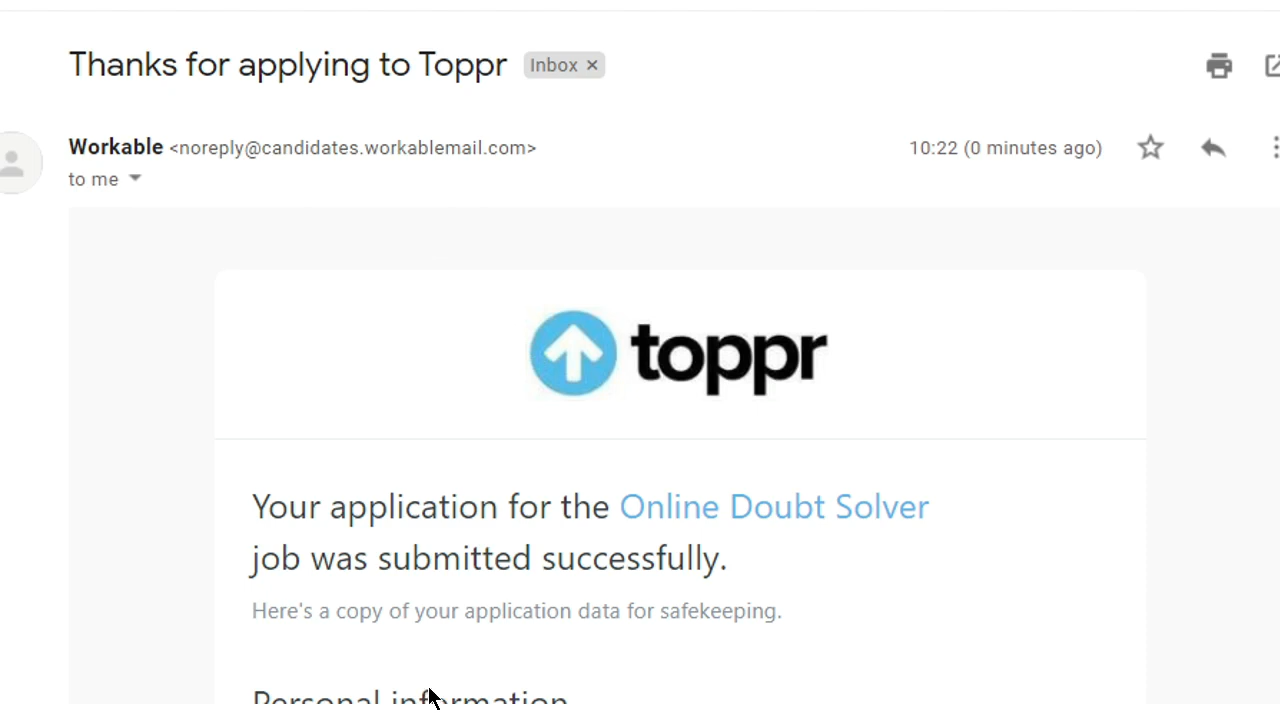 Thanks for applying to Toppr Inbox ×
Workable <noreply@candidates.workablemail.com> 10:22 (0 minutes ago)
to me
toppr
Your application for the Online Doubt Solver
job was submitted successfully.
Here's a copy of your application data for safekeeping.
Personal information